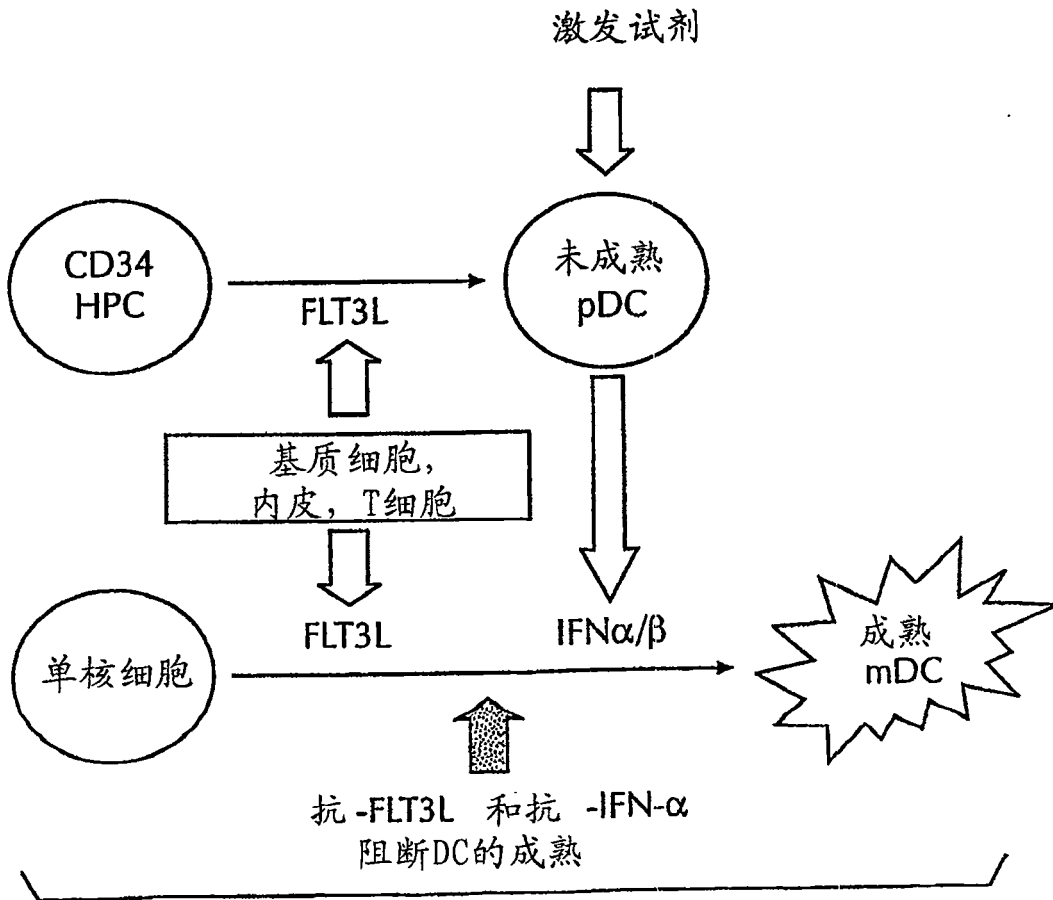 激发试剂
CD34
HPC
未成熟
pDC
FLT3L
基质细胞,
内皮, T细胞
FLT3L
IFNα/β
单核细胞
成熟
mDC
抗-FLT3L 和抗-IFN-α
阻断DC的成熟